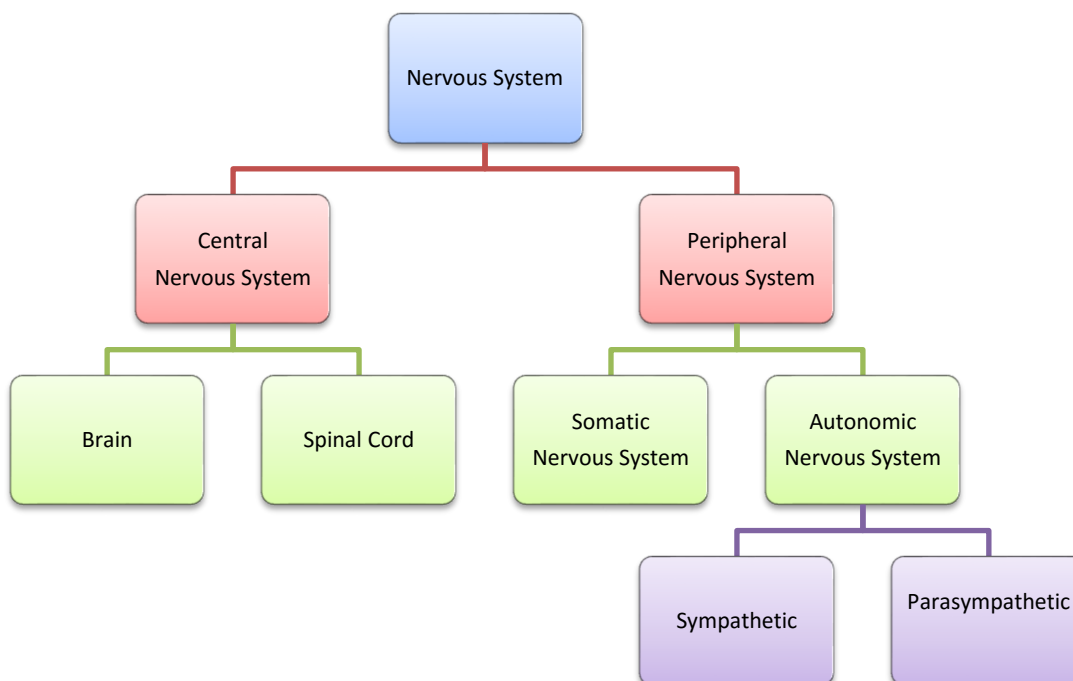 Nervous System
Central
Nervous System
Peripheral
Nervous System
Brain
Spinal Cord
Somatic
Nervous System
Autonomic
Nervous System
Sympathetic
Parasympathetic